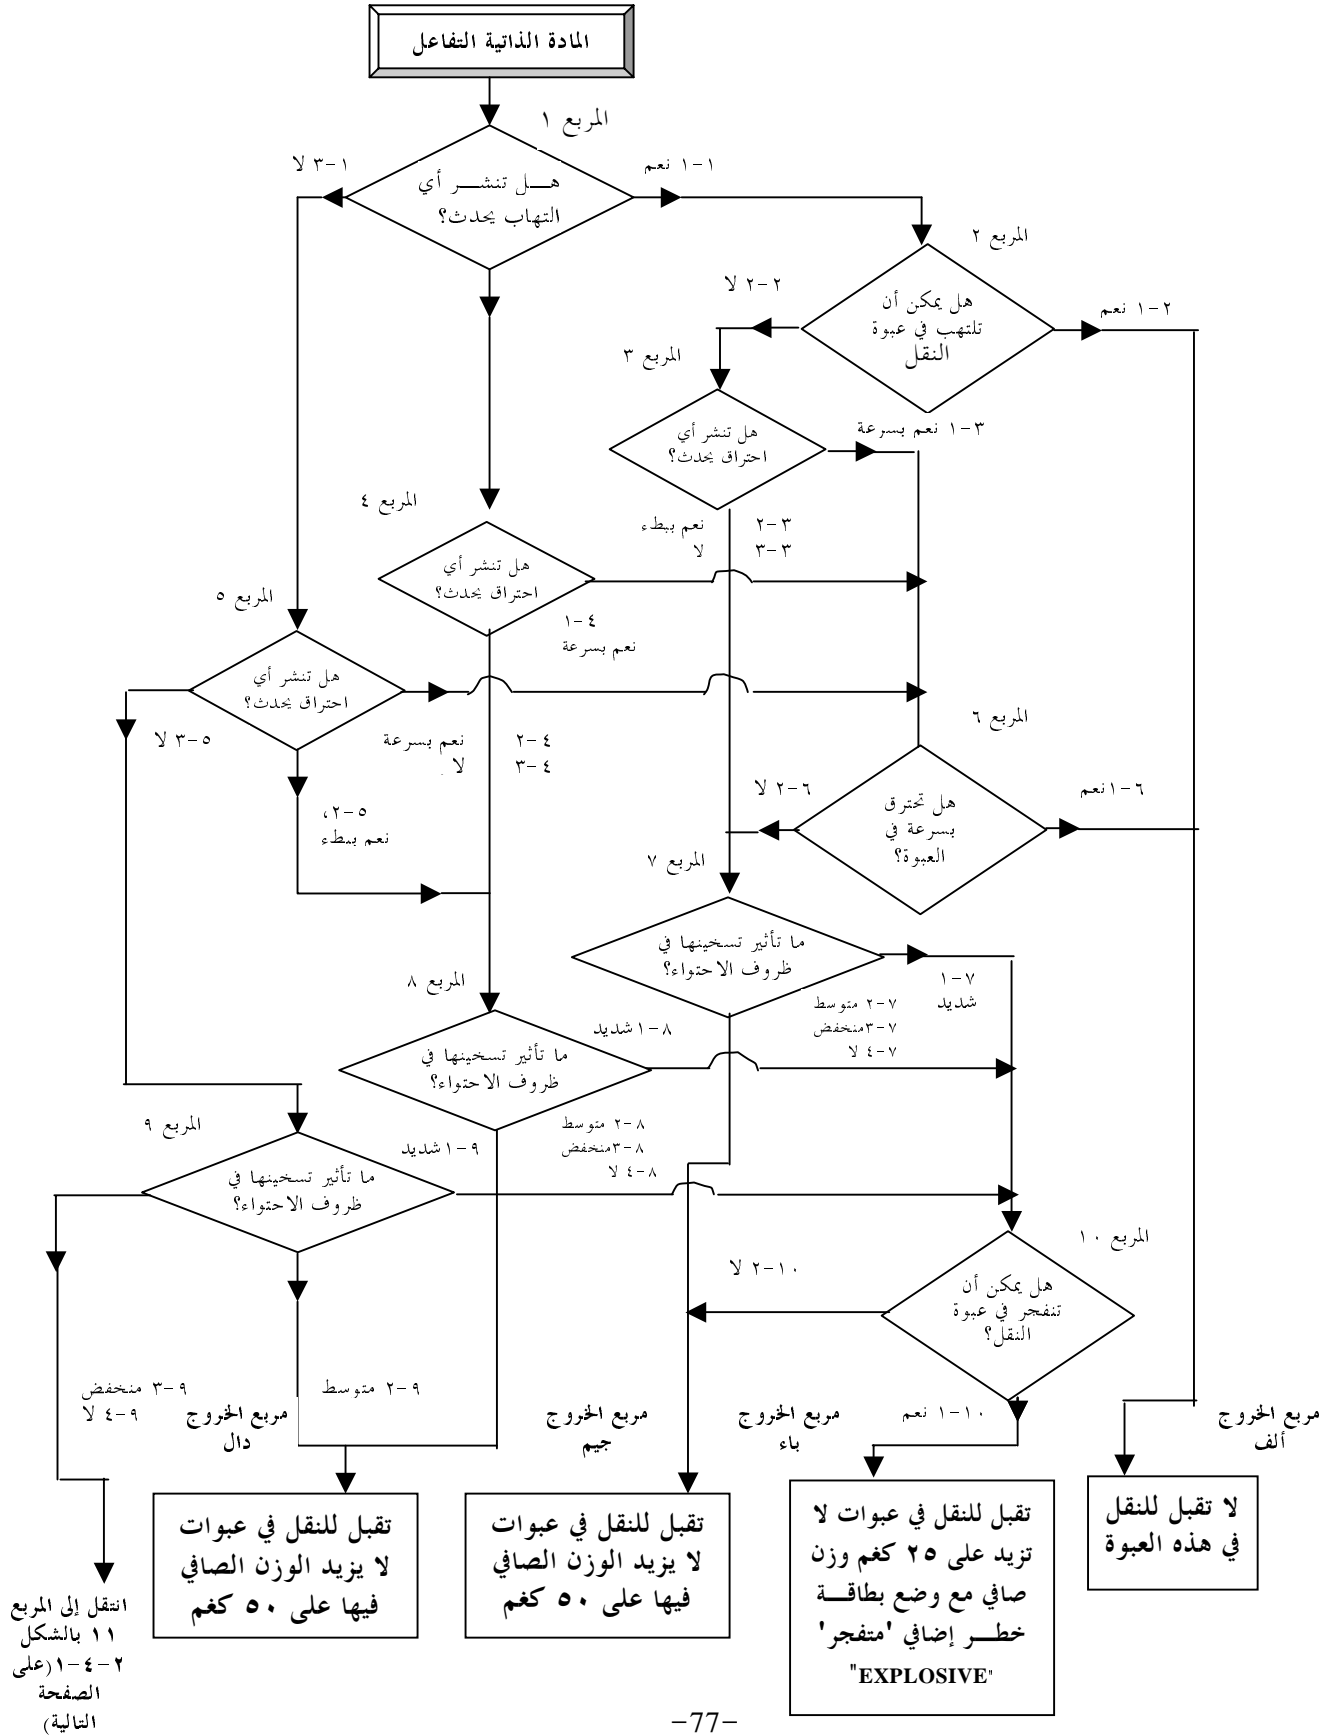 المادة الذاتية التفاعل
المربع ١
١-١ نعم
١-٣ لا
هل تنشر أي
التهاب يحدث؟
المربع ٢
٢-١ نعم
٢-٢ لا
هل يمكن أن
تلتهب في عبوة
النقل
المربع ٣
هل تنشر أي
احتراق يحدث؟
٣-١ نعم بسرعة
٣-٢ نعم ببطء
٣-٣ لا
المربع ٤
هل تنشر أي
احتراق يحدث؟
٤-١
نعم بسرعة
المربع ٥
هل تنشر أي
احتراق يحدث؟
٥-٣ لا
٤-٢ نعم بسرعة
٤-٣ لا
٥-٢،
نعم ببطء
المربع ٦
٦-١ نعم
٦-٢ لا
هل تحترق
بسرعة في
العبوة؟
المربع ٧
ما تأثير تسخينها في
ظروف الاحتواء؟
٧-١
شديد
٧-٢ متوسط
٧-٣ منخفض
٧-٤ لا
المربع ٨
٨-١ شديد
ما تأثير تسخينها في
ظروف الاحتواء؟
٨-٢ متوسط
٨-٣ منخفض
٨-٤ لا
المربع ٩
٩-١ شديد
ما تأثير تسخينها في
ظروف الاحتواء؟
المربع ١٠
١٠-٢ لا
هل يمكن أن
تنفجر في عبوة
النقل؟
٩-٢ متوسط
٩-٣ منخفض
٩-٤ لا
١٠-١ نعم
مربع الخروج
ألف
مربع الخروج
باء
مربع الخروج
جيم
مربع الخروج
دال
لا تقبل للنقل
في هذه العبوة
تقبل للنقل في عبوات لا
تزيد على ٢٥ كغم وزن
صافي مع وضع بطاقة
خطر إضافي 'متفجر'
"EXPLOSIVE"
تقبل للنقل في عبوات
لا يزيد الوزن الصافي
فيها على ٥٠ كغم
تقبل للنقل في عبوات
لا يزيد الوزن الصافي
فيها على ٥٠ كغم
انتقل إلى المربع
١١ بالشكل
٢-٤-١ (على
الصفحة
التالية)
-77-